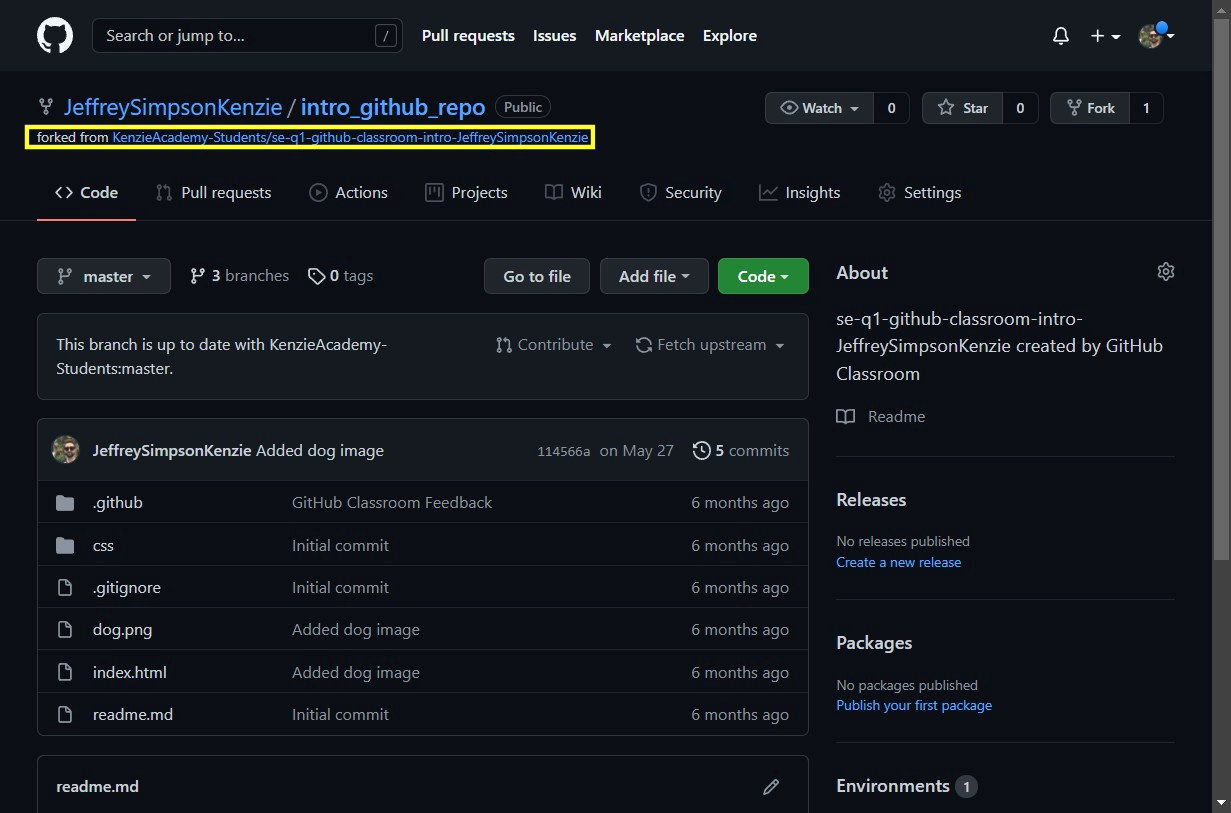 Search or jump to... /
Pull requests Issues Marketplace Explore
JeffreySimpsonKenzie / intro_github_repo Public
Watch 0 Star 0 Fork 1
forked from KenzieAcademy-Students/se-q1-github-classroom-intro-JeffreySimpsonKenzie
Code Pull requests Actions Projects Wiki Security Insights Settings
master 3 branches 0 tags
Go to file Add file Code
This branch is up to date with KenzieAcademy-
Students:master.
Contribute Fetch upstream
JeffreySimpsonKenzie Added dog image 114566a on May 27 5 commits
.github GitHub Classroom Feedback 6 months ago
css Initial commit 6 months ago
.gitignore Initial commit 6 months ago
dog.png Added dog image 6 months ago
index.html Added dog image 6 months ago
readme.md Initial commit 6 months ago
readme.md
About
se-q1-github-classroom-intro-
JeffreySimpsonKenzie created by GitHub
Classroom
Readme
Releases
No releases published
Create a new release
Packages
No packages published
Publish your first package
Environments 1